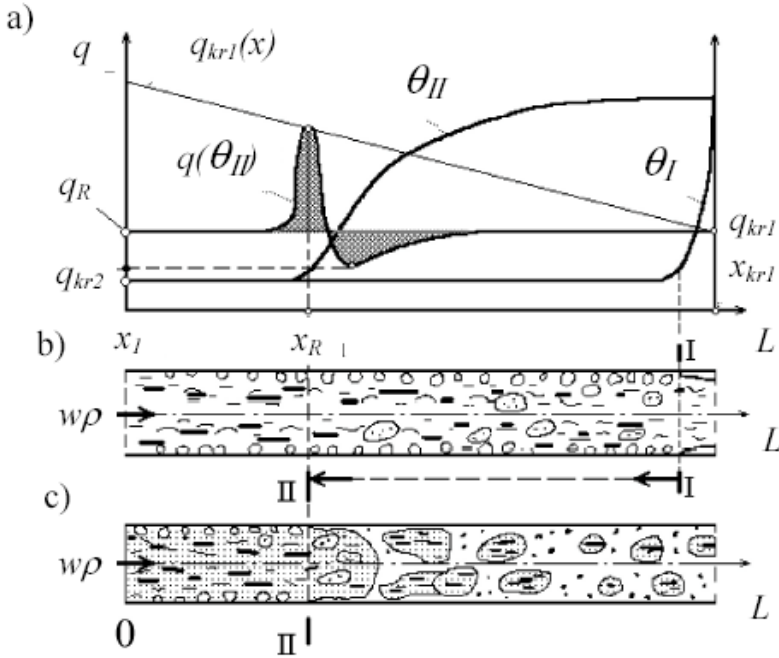 a)
q
q_kr1(x)
θ_II
q(θ_II)
θ_I
q_R
q_kr1
q_kr2
x_kr1
x_1
x_R
I
L
b)
wρ
L
II
I
c)
wρ
L
0
II